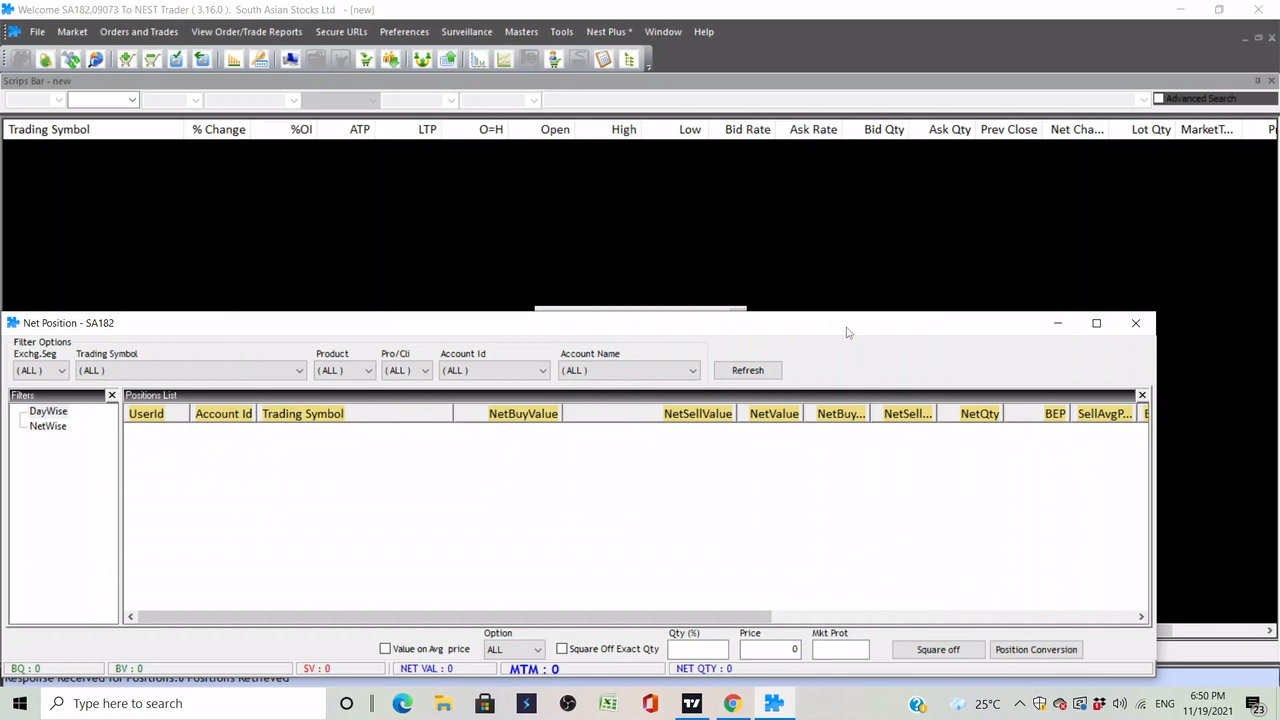 Welcome SA182,09073 To NEST Trader ( 3.16.0 ). South Asian Stocks Ltd - [new]
File Market Orders and Trades View Order/Trade Reports Secure URLs Preferences Surveillance Masters Tools Nest Plus * Window Help
Scrips Bar - new
Advanced Search
Trading Symbol % Change %OI ATP LTP O=H Open High Low Bid Rate Ask Rate Bid Qty Ask Qty Prev Close Net Cha... Lot Qty MarketT...
Net Position - SA182
Filter Options
Exchg.Seg Trading Symbol Product Pro/Cli Account Id Account Name
(ALL) (ALL) (ALL) (ALL) (ALL) (ALL) Refresh
Filters Positions List
DayWise
NetWise
UserId Account Id Trading Symbol NetBuyValue NetSellValue NetValue NetBuy... NetSell... NetQty BEP SellAvgP...
Option Qty (%) Price Mkt Prot
Value on Avg price ALL Square Off Exact Qty 0 Square off Position Conversion
BQ : 0 BV : 0 SV : 0 NET VAL : 0 MTM : 0 NET QTY : 0
Response Received for Positions:0 Positions Retrieved
Type here to search 25°C ENG 6:50 PM
11/19/2021 23